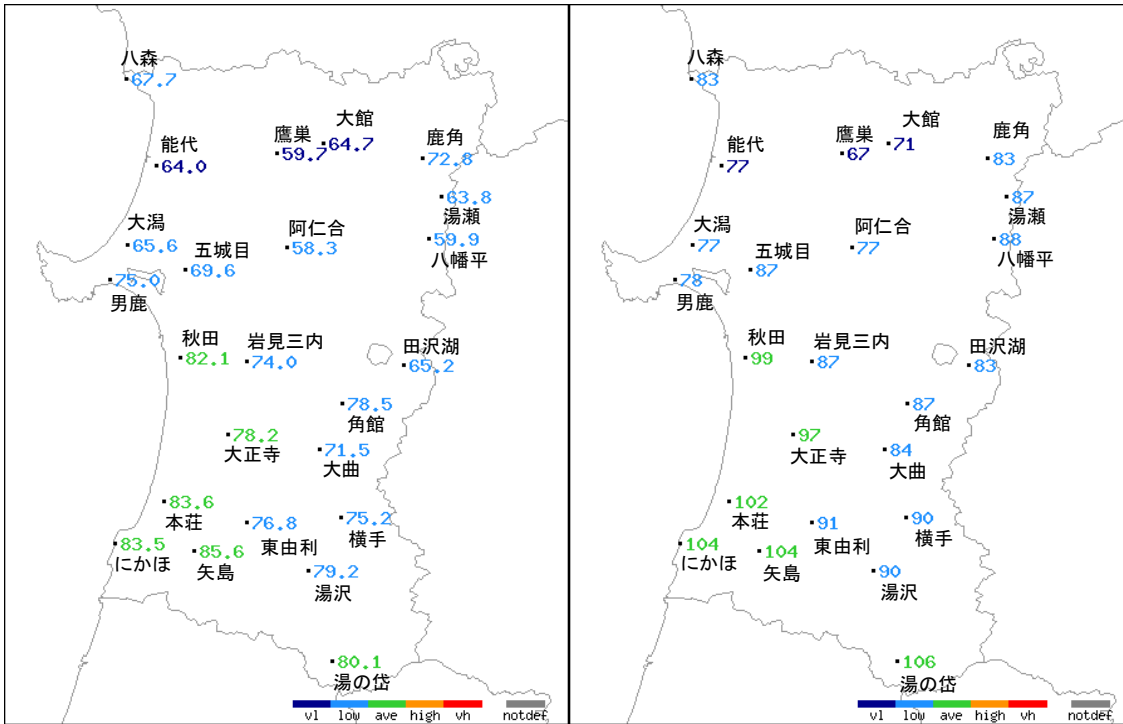 八森
67.7
大館
64.7
鷹巣
59.7
能代
64.0
鹿角
72.8
63.8
湯瀬
大潟
65.6
阿仁合
58.3
59.9
八幡平
五城目
69.6
75.0
男鹿
秋田
82.1
岩見三内
74.0
田沢湖
65.2
78.5
角館
78.2
大正寺
71.5
大曲
83.6
本荘
76.8
東由利
75.2
横手
83.5
にかほ
85.6
矢島
79.2
湯沢
80.1
湯の岱
vl low ave high vh notdef
八森
83
大館
71
鷹巣
67
能代
77
鹿角
83
87
湯瀬
大潟
77
阿仁合
77
88
八幡平
五城目
87
78
男鹿
秋田
99
岩見三内
87
田沢湖
83
87
角館
97
大正寺
84
大曲
102
本荘
91
東由利
90
横手
104
にかほ
104
矢島
90
湯沢
106
湯の岱
vl low ave high vh notdef